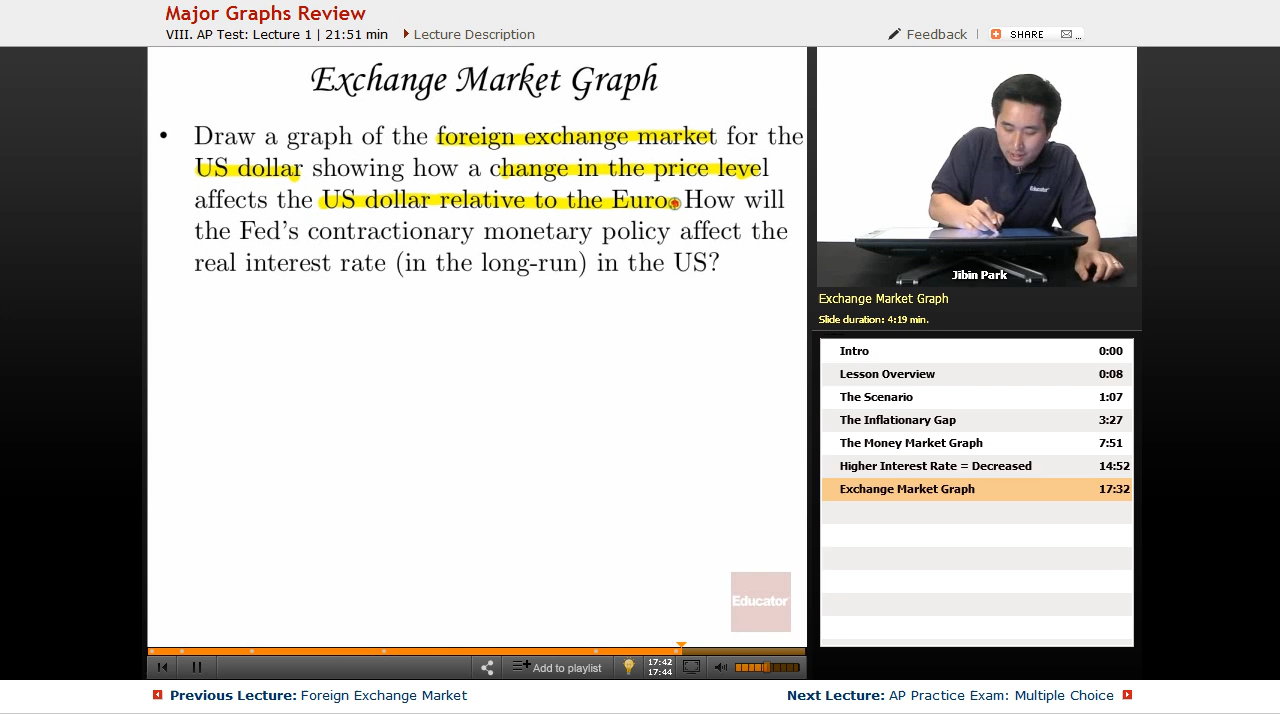 Major Graphs Review
VIII. AP Test: Lecture 1 | 21:51 min
Lecture Description
Feedback
SHARE
Exchange Market Graph
• Draw a graph of the foreign exchange market for the
US dollar showing how a change in the price level
affects the US dollar relative to the Euro. How will
the Fed's contractionary monetary policy affect the
real interest rate (in the long-run) in the US?
Educator
Educator
Jibin Park
Exchange Market Graph
Slide duration: 4:19 min.
Intro 0:00
Lesson Overview 0:08
The Scenario 1:07
The Inflationary Gap 3:27
The Money Market Graph 7:51
Higher Interest Rate = Decreased 14:52
Exchange Market Graph 17:32
Add to playlist
17:42
17:44
Previous Lecture: Foreign Exchange Market
Next Lecture: AP Practice Exam: Multiple Choice